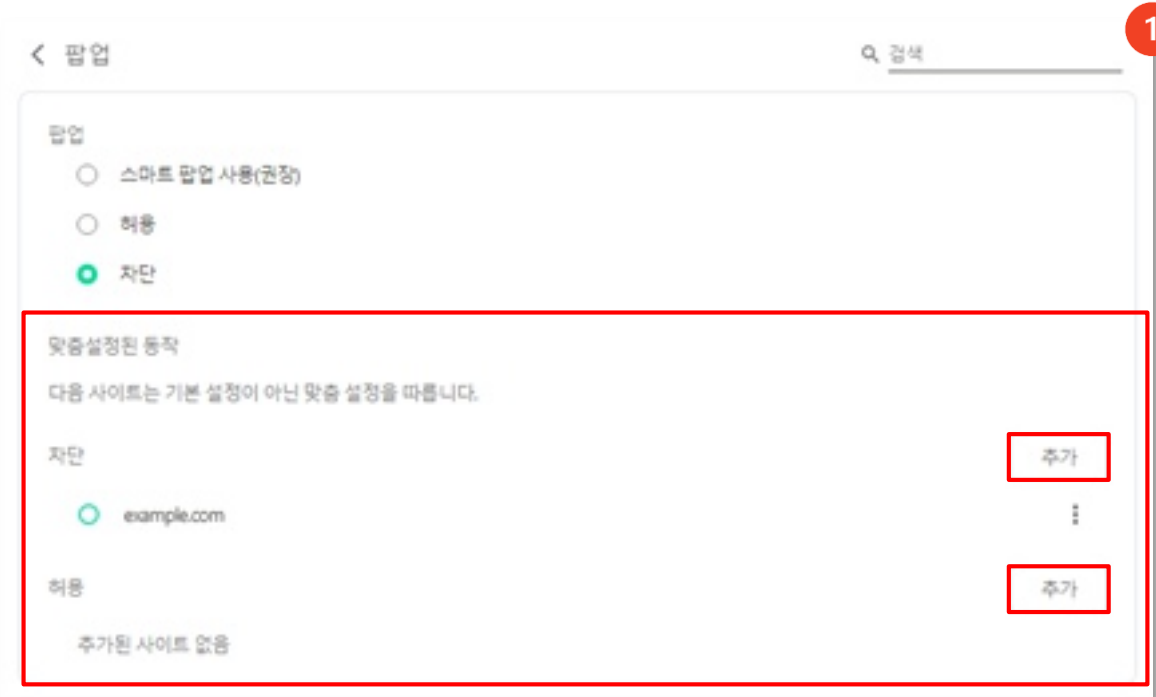 1
팝업
검색
팝업
스마트 팝업 사용(권장)
허용
차단
맞춤설정된 동작
다음 사이트는 기본 설정이 아닌 맞춤 설정을 따릅니다.
차단 추가
example.com
허용 추가
추가된 사이트 없음